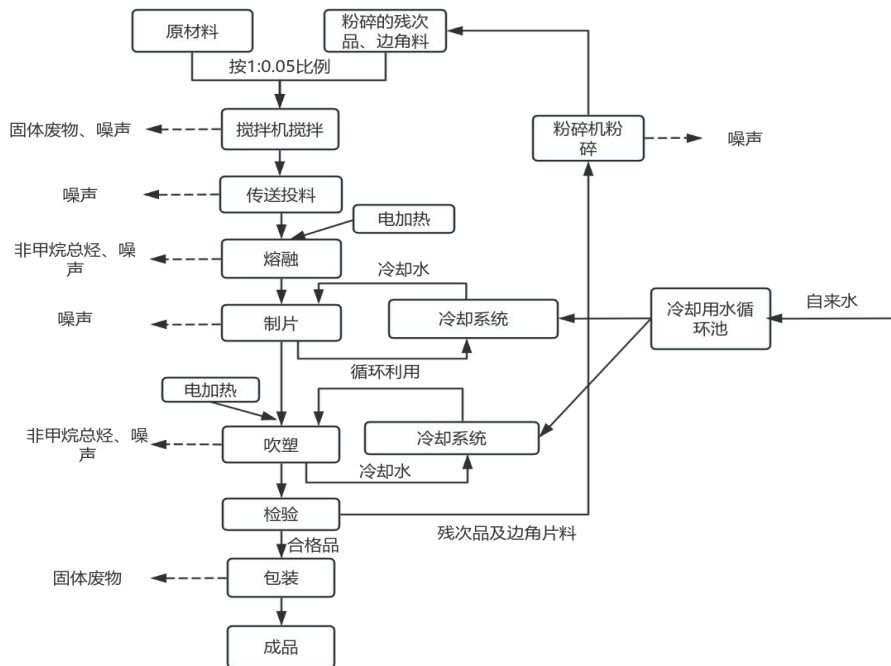 原材料
粉碎的残次
品、边角料
按1:0.05比例
固体废物、噪声
搅拌机搅拌
粉碎机粉
碎
噪声
噪声
传送投料
电加热
非甲烷总烃、噪
声
熔融
冷却水
噪声
制片
冷却系统
冷却用水循
环池
自来水
循环利用
电加热
非甲烷总烃、噪
声
吹塑
冷却系统
冷却水
检验
残次品及边角片料
合格品
固体废物
包装
成品